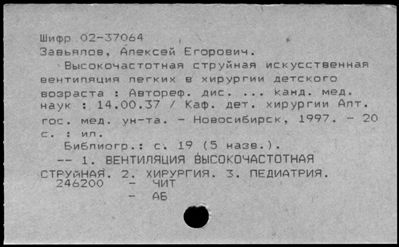 Шифр 02-37064
Завьялов, Алексей Егорович.
Высокочастотная струйная искусственная
вентиляция легких в хирургии детского
возраста : Автореф. дис. ... канд. мед.
наук : 14.00.37 / Каф. дет. хирургии Алт.
гос. мед. ун-та. - Новосибирск, 1997. - 20
с. : ил.
Библиогр.: с. 19 (5 назв.).
-- 1. ВЕНТИЛЯЦИЯ ВЫСОКОЧАСТОТНАЯ
СТРУЙНАЯ. 2. ХИРУРГИЯ. 3. ПЕДИАТРИЯ.
246200 - ЧИТ
- АБ